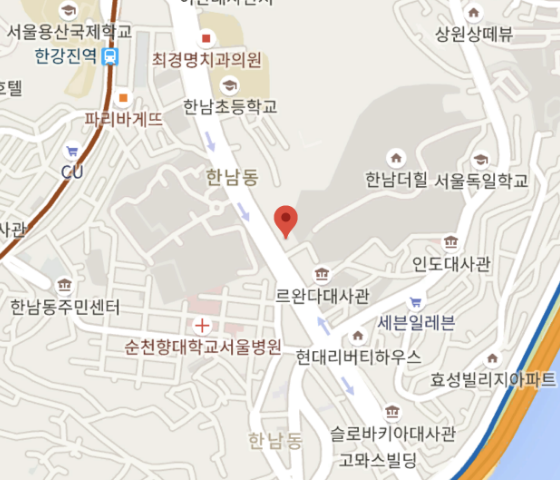 서울용산국제학교
한강진역
최경명치과의원
상원상떼뷰
호텔
한남초등학교
파리바게뜨
CU
한남동
한남더힐
서울독일학교
사관
인도대사관
르완다대사관
한남동주민센터
세븐일레븐
순천향대학교서울병원
현대리버티하우스
효성빌리지아파트
한남동
슬로바키아대사관
고뫄스빌딩